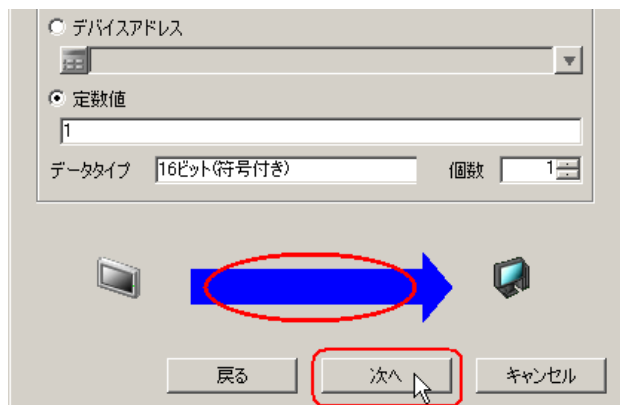 デバイスアドレス
定数値
1
データタイプ 16ビット(符号付き) 個数 1
戻る 次へ キャンセル